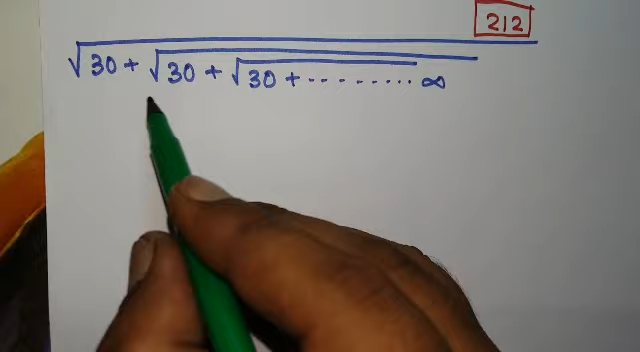 212
√30 + √30 + √30 + ········· ∞